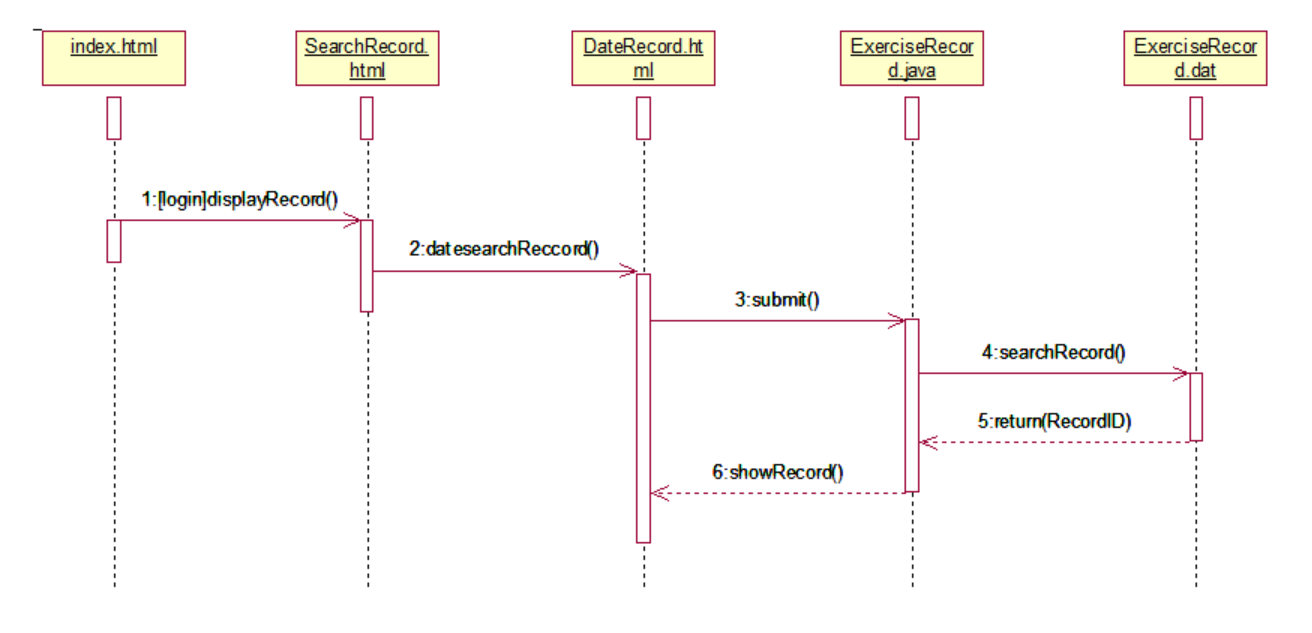 index.html
SearchRecord.
html
DateRecord.ht
ml
ExerciseRecor
d.java
ExerciseRecor
d.dat
1:[login]displayRecord()
2:datesearchReccord()
3:submit()
4:searchRecord()
5:return(RecordID)
6:showRecord()